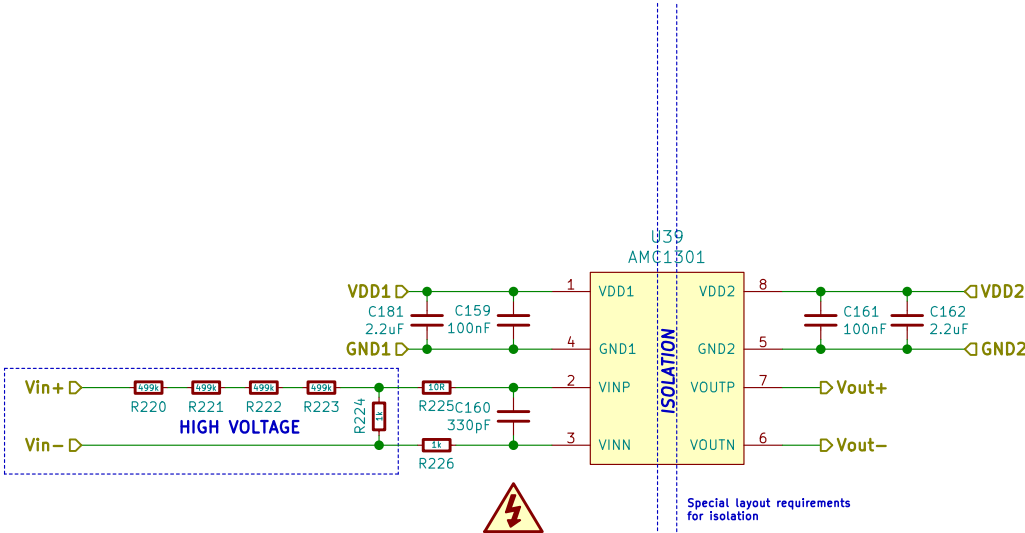 U39
AMC1301
VDD1
1
VDD1
VDD2
8
VDD2
C181
2.2uF
C159
100nF
C161
100nF
C162
2.2uF
GND1
4
GND1
GND2
5
GND2
ISOLATION
Vin+
499k
499k
499k
499k
10R
2
VINP
VOUTP
7
Vout+
R220
R221
R222
R223
R224
1k
R225
C160
330pF
HIGH VOLTAGE
Vin-
1k
3
VINN
VOUTN
6
Vout-
R226
Special layout requirements
for isolation